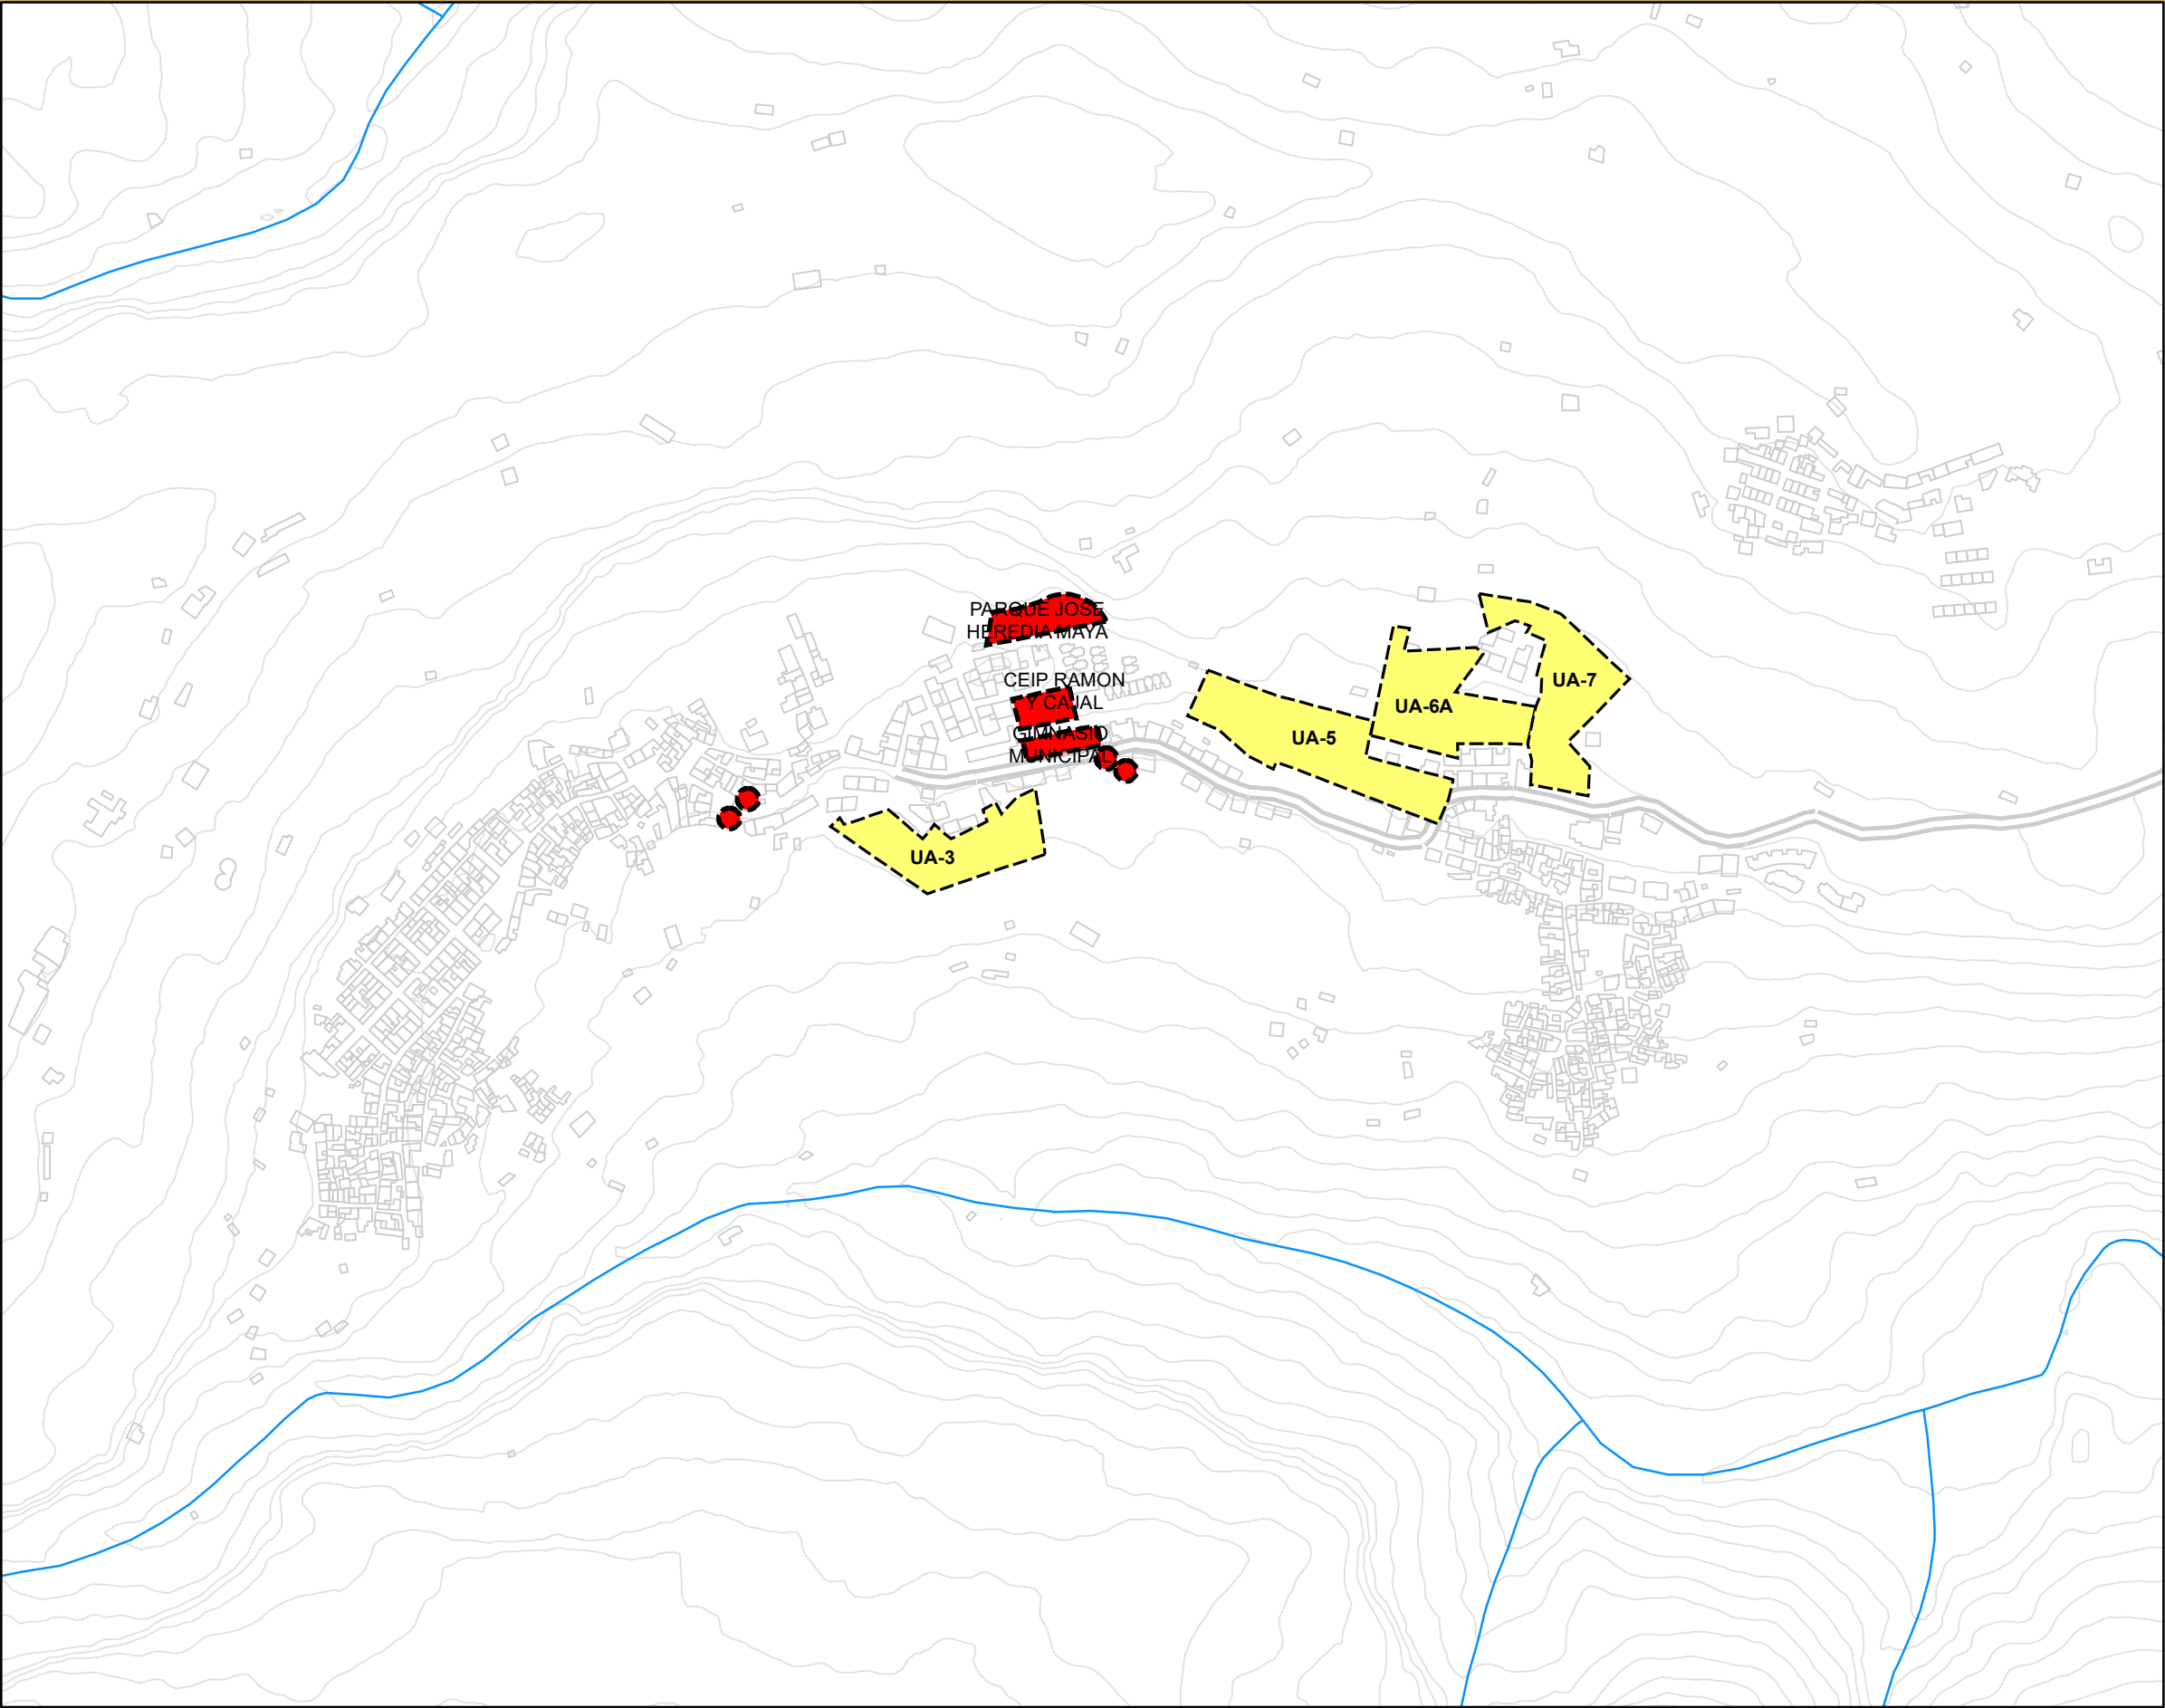 PARQUE JOSE
HEREDIA MAYA
CEIP RAMON
Y CAJAL
GIMNASIO
MUNICIPAL
UA-7
UA-6A
UA-5
UA-3